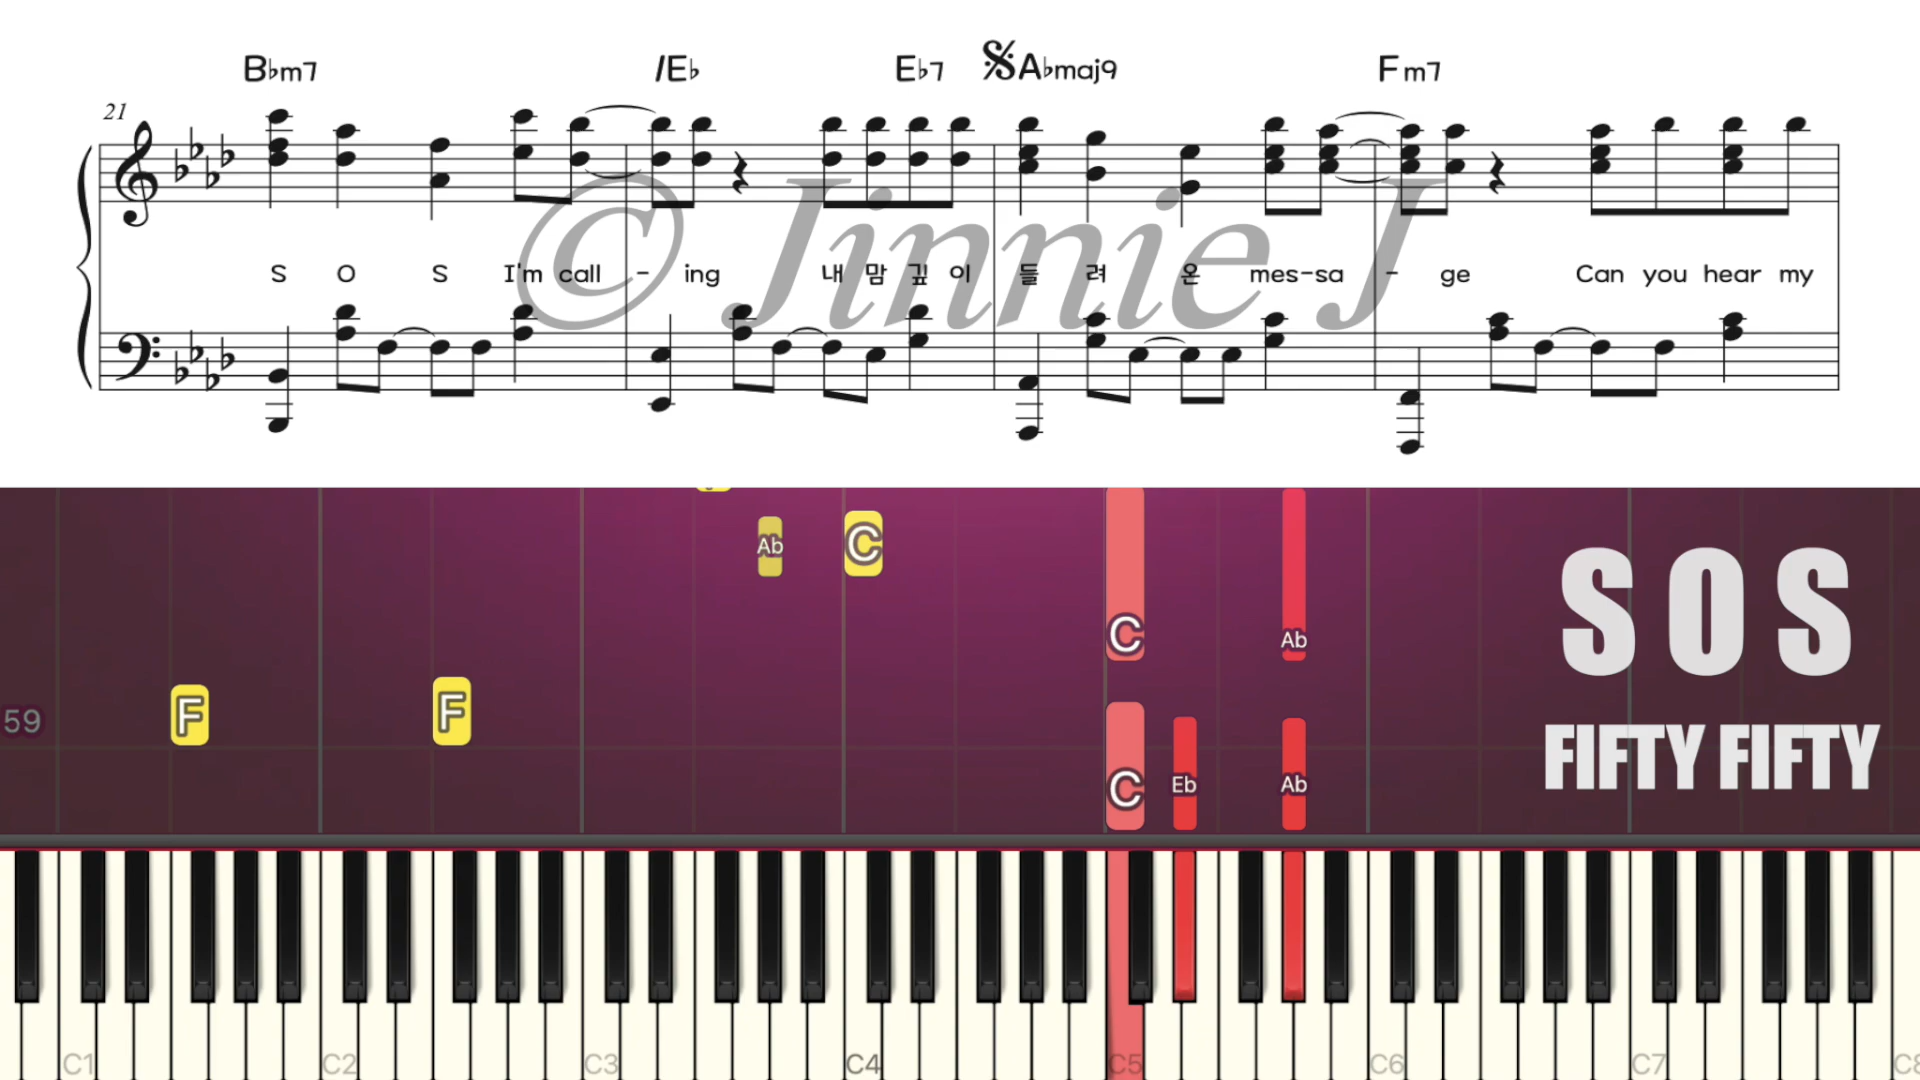 B♭m7 /E♭ E♭7 A♭maj9 Fm7
21
S O S I'm call - ing 내 맘 깊 이 들 려 온 mes-sa - ge Can you hear my
© Jinnie J
Ab C
C Ab
S O S
F F
59
FIFTY FIFTY
C Eb Ab
C1 C2 C3 C4 C5 C6 C7 C8